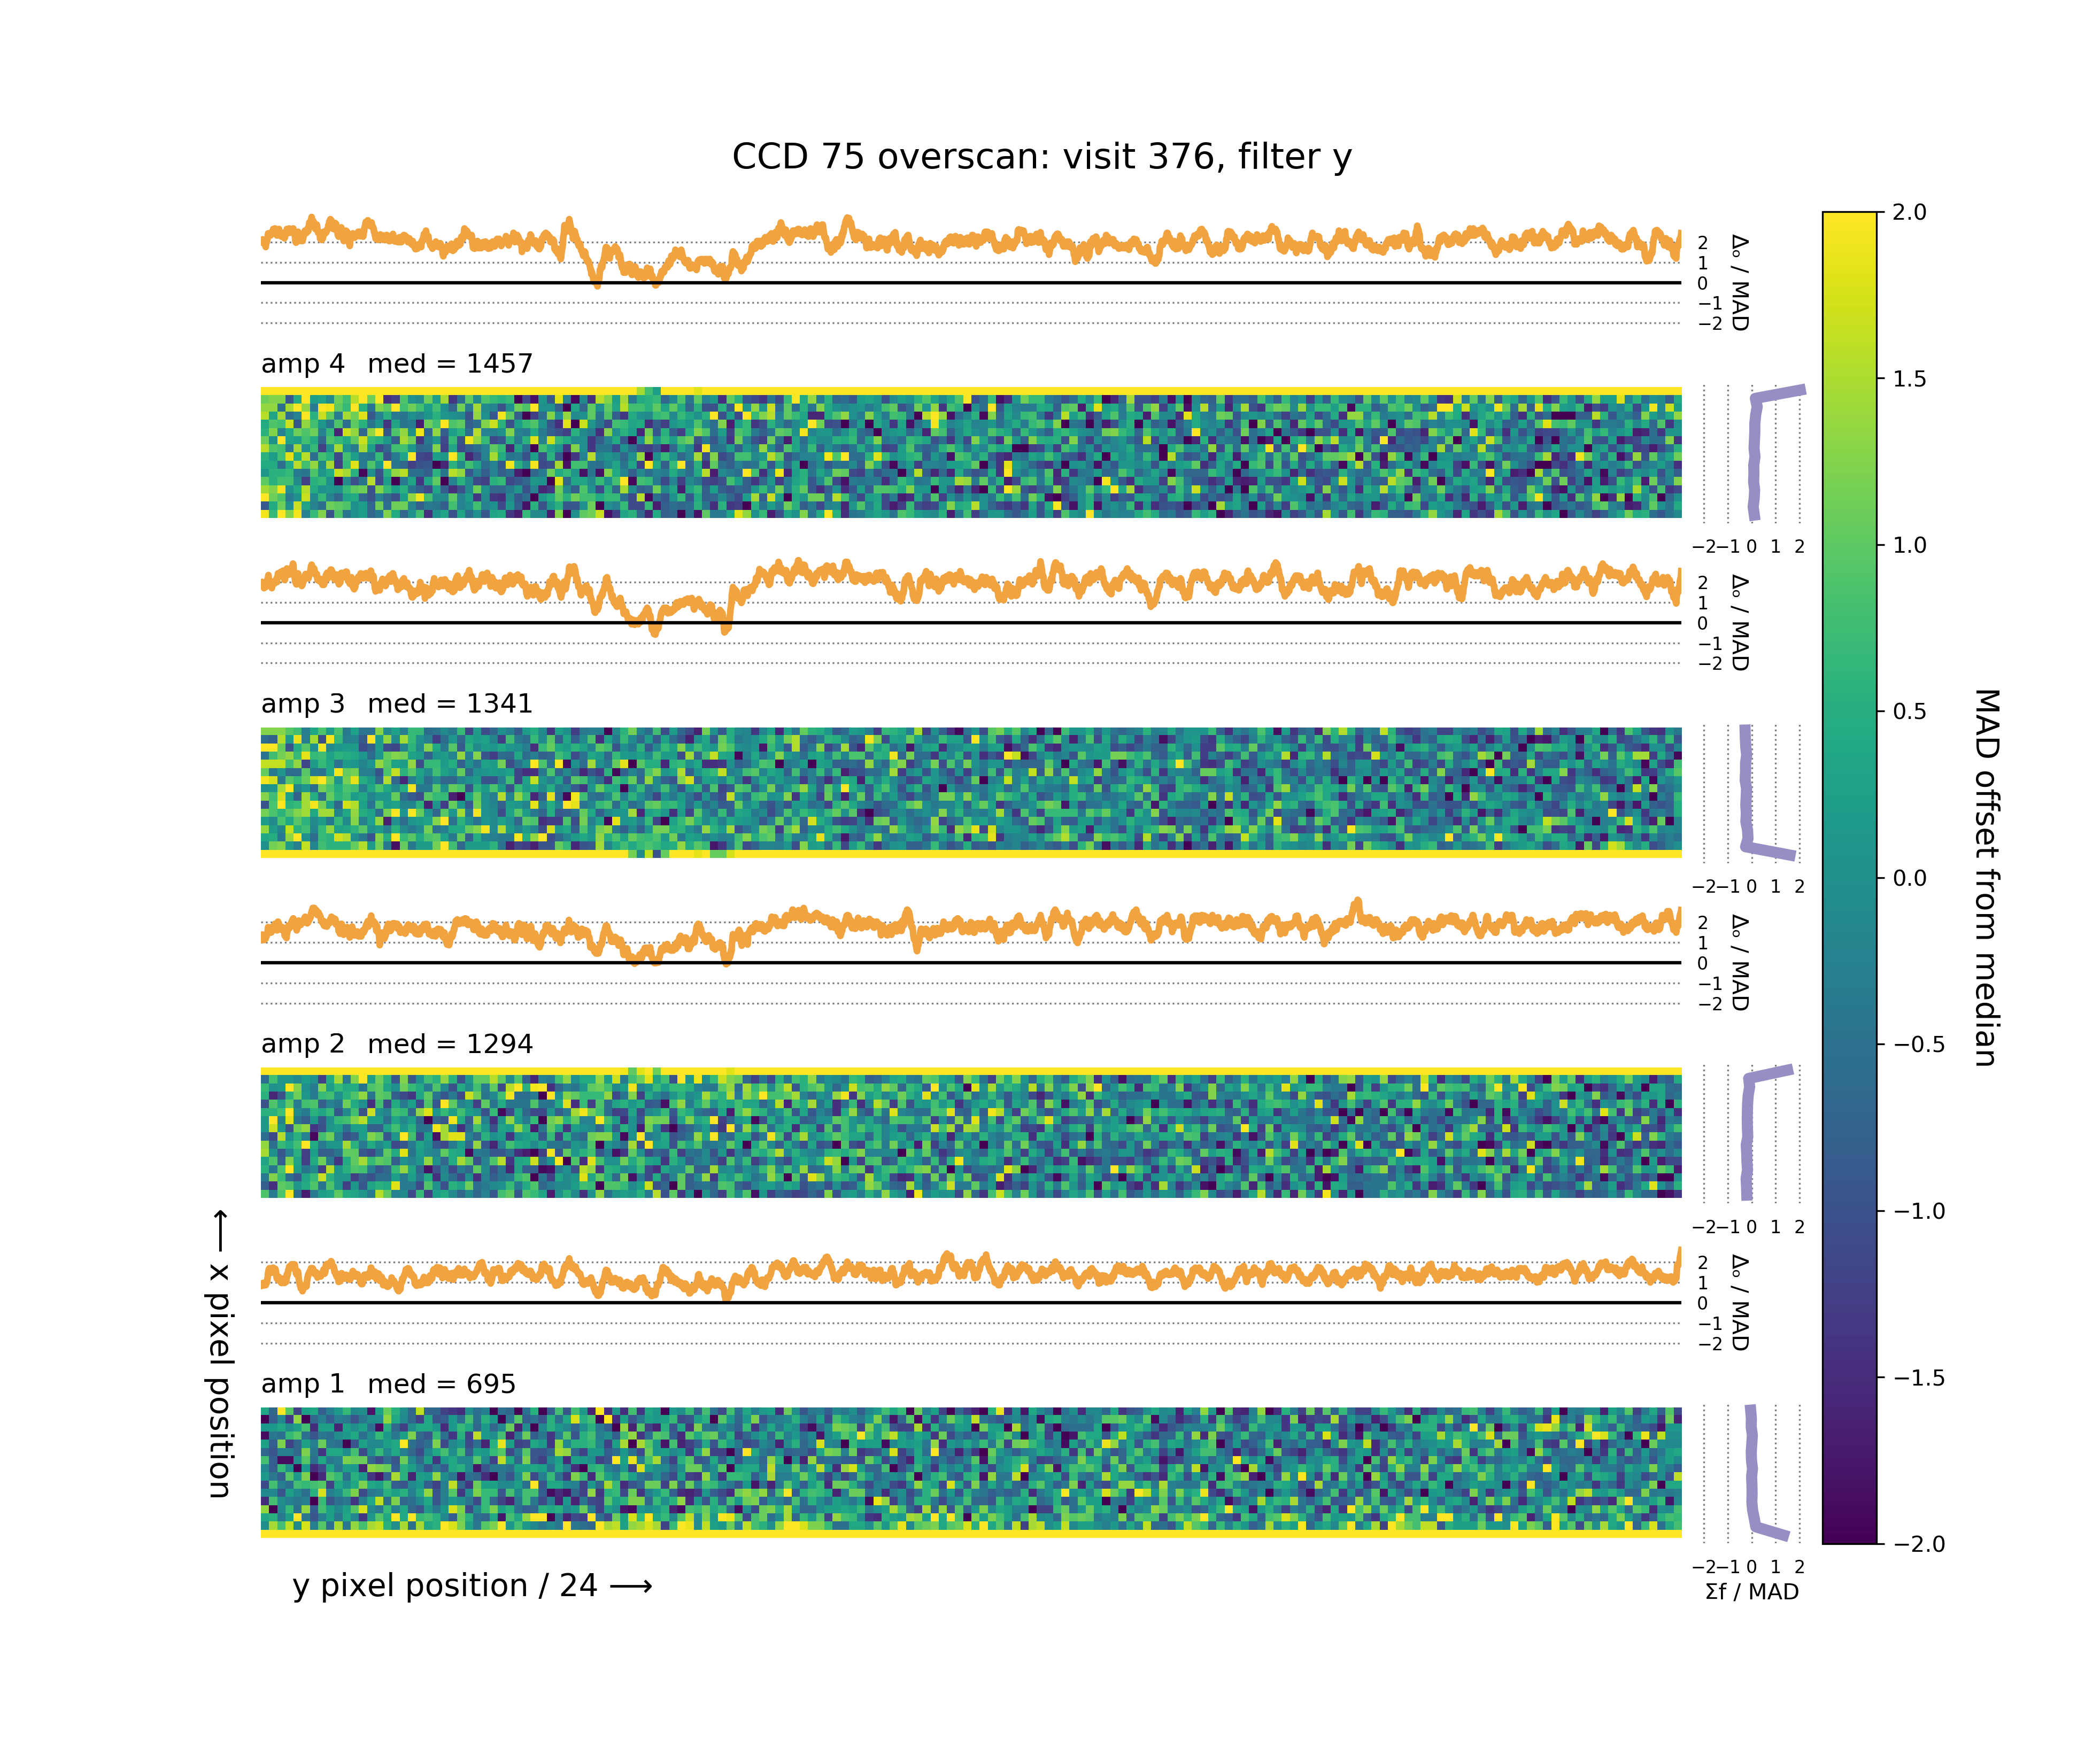 CCD 75 overscan: visit 376, filter y
2
1
0
−1
−2
Δₒ / MAD
amp 4 med = 1457
−2 −1 0 1 2
2
1
0
−1
−2
Δₒ / MAD
amp 3 med = 1341
−2 −1 0 1 2
2
1
0
−1
−2
Δₒ / MAD
amp 2 med = 1294
−2 −1 0 1 2
2
1
0
−1
−2
Δₒ / MAD
amp 1 med = 695
−2 −1 0 1 2
Σf / MAD
y pixel position / 24 ⟶
⟵ x pixel position
2.0
1.5
1.0
0.5
0.0
−0.5
−1.0
−1.5
−2.0
MAD offset from median